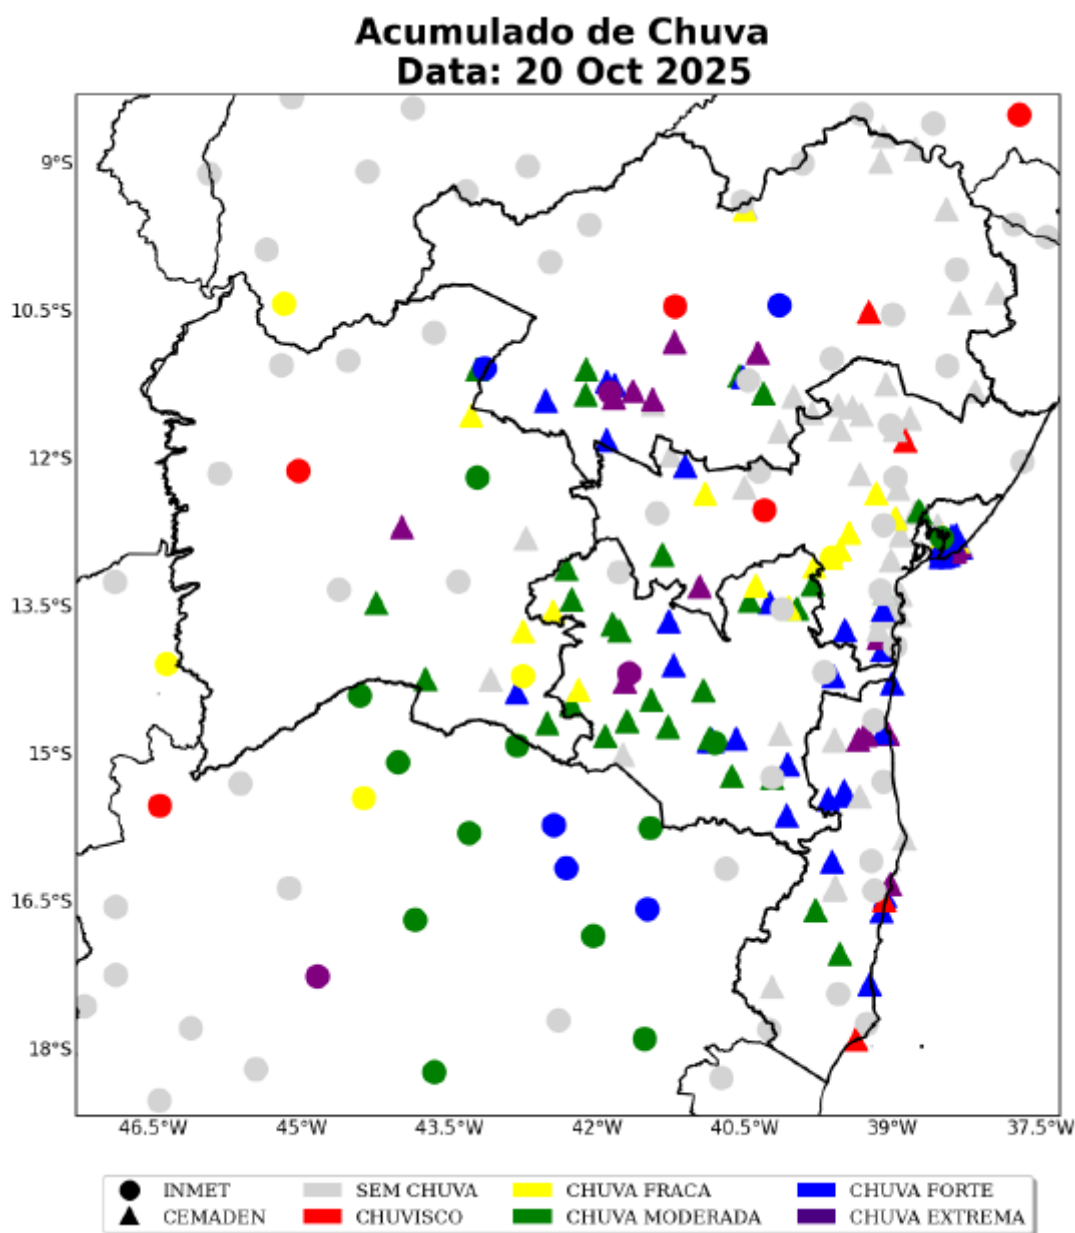 Acumulado de Chuva
Data: 20 Oct 2025
9°S
10.5°S
12°S
13.5°S
15°S
16.5°S
18°S
46.5°W 45°W 43.5°W 42°W 40.5°W 39°W 37.5°W
INMET SEM CHUVA CHUVA FRACA CHUVA FORTE
CEMADEN CHUVISCO CHUVA MODERADA CHUVA EXTREMA